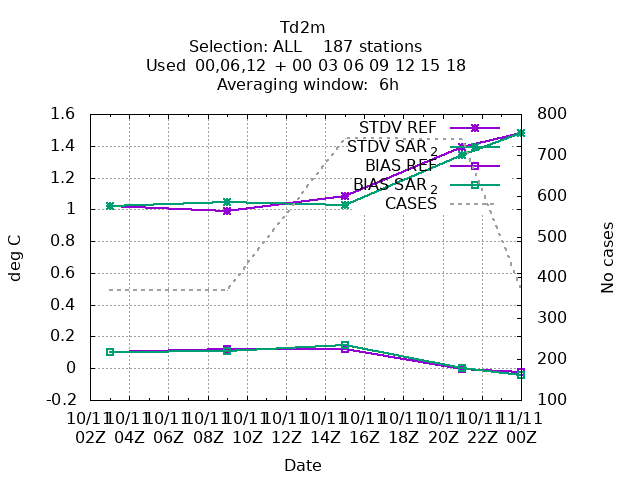 Td2m
Selection: ALL 187 stations
Used 00,06,12 + 00 03 06 09 12 15 18
Averaging window: 6h
1.6
1.4
1.2
1
0.8
0.6
0.4
0.2
0
-0.2
deg C
STDV REF
STDV SAR 2
BIAS REF
BIAS SAR 2
CASES
800
700
600
500
400
300
200
100
No cases
10/11 10/11 10/11 10/11 10/11 10/11 10/11 10/11 10/11 10/11 10/11 11/11
02Z 04Z 06Z 08Z 10Z 12Z 14Z 16Z 18Z 20Z 22Z 00Z
Date